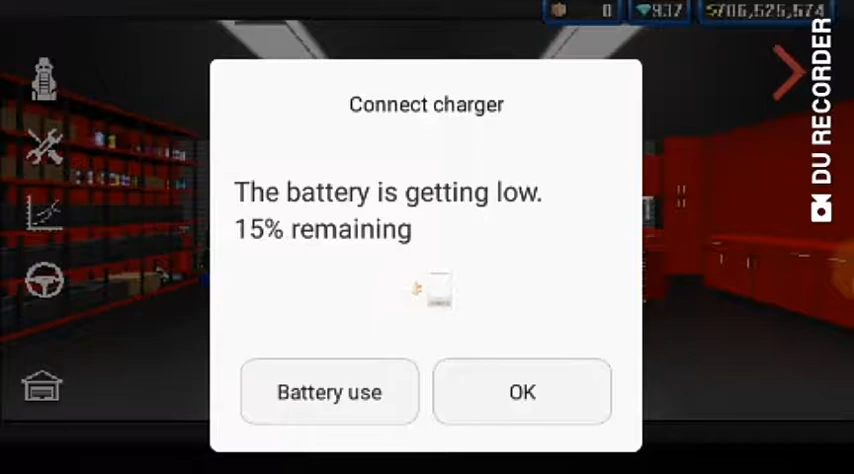 0 937
Connect charger
The battery is getting low.
15% remaining
Battery use OK
DU RECORDER